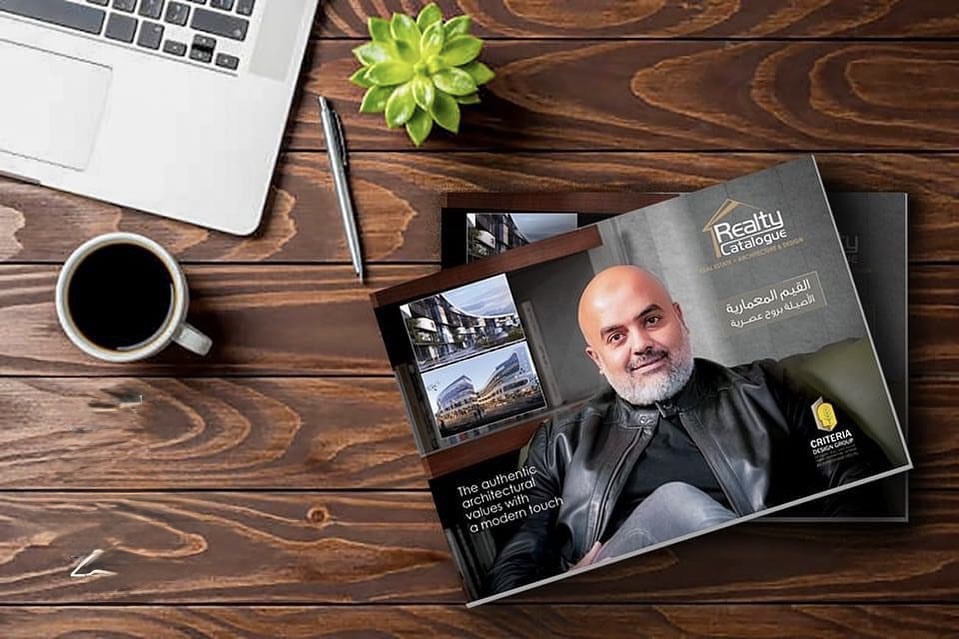 Realty
Catalogue
REAL ESTATE • ARCHITECTURE & DESIGN
القيم المعمارية
الأصيلة بروح عصرية
CRITERIA
DESIGN GROUP
The authentic
architectural
values with
a modern touch